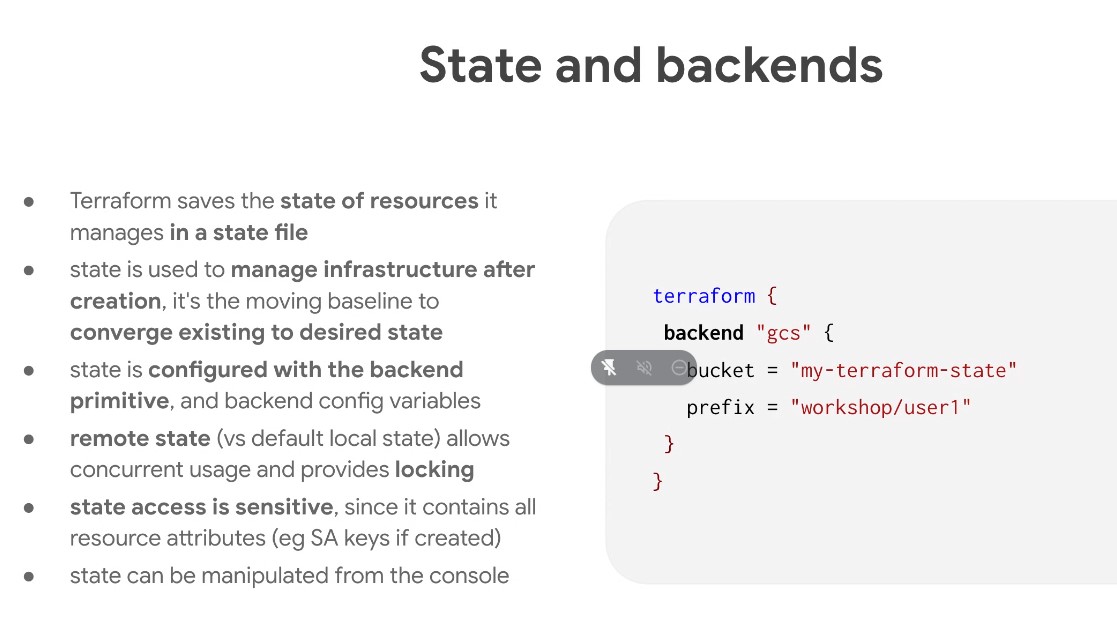 State and backends
● Terraform saves the state of resources it
manages in a state file
● state is used to manage infrastructure after
creation, it's the moving baseline to
converge existing to desired state
● state is configured with the backend
primitive, and backend config variables
● remote state (vs default local state) allows
concurrent usage and provides locking
● state access is sensitive, since it contains all
resource attributes (eg SA keys if created)
● state can be manipulated from the console
terraform {
backend "gcs" {
bucket = "my-terraform-state"
prefix = "workshop/user1"
}
}